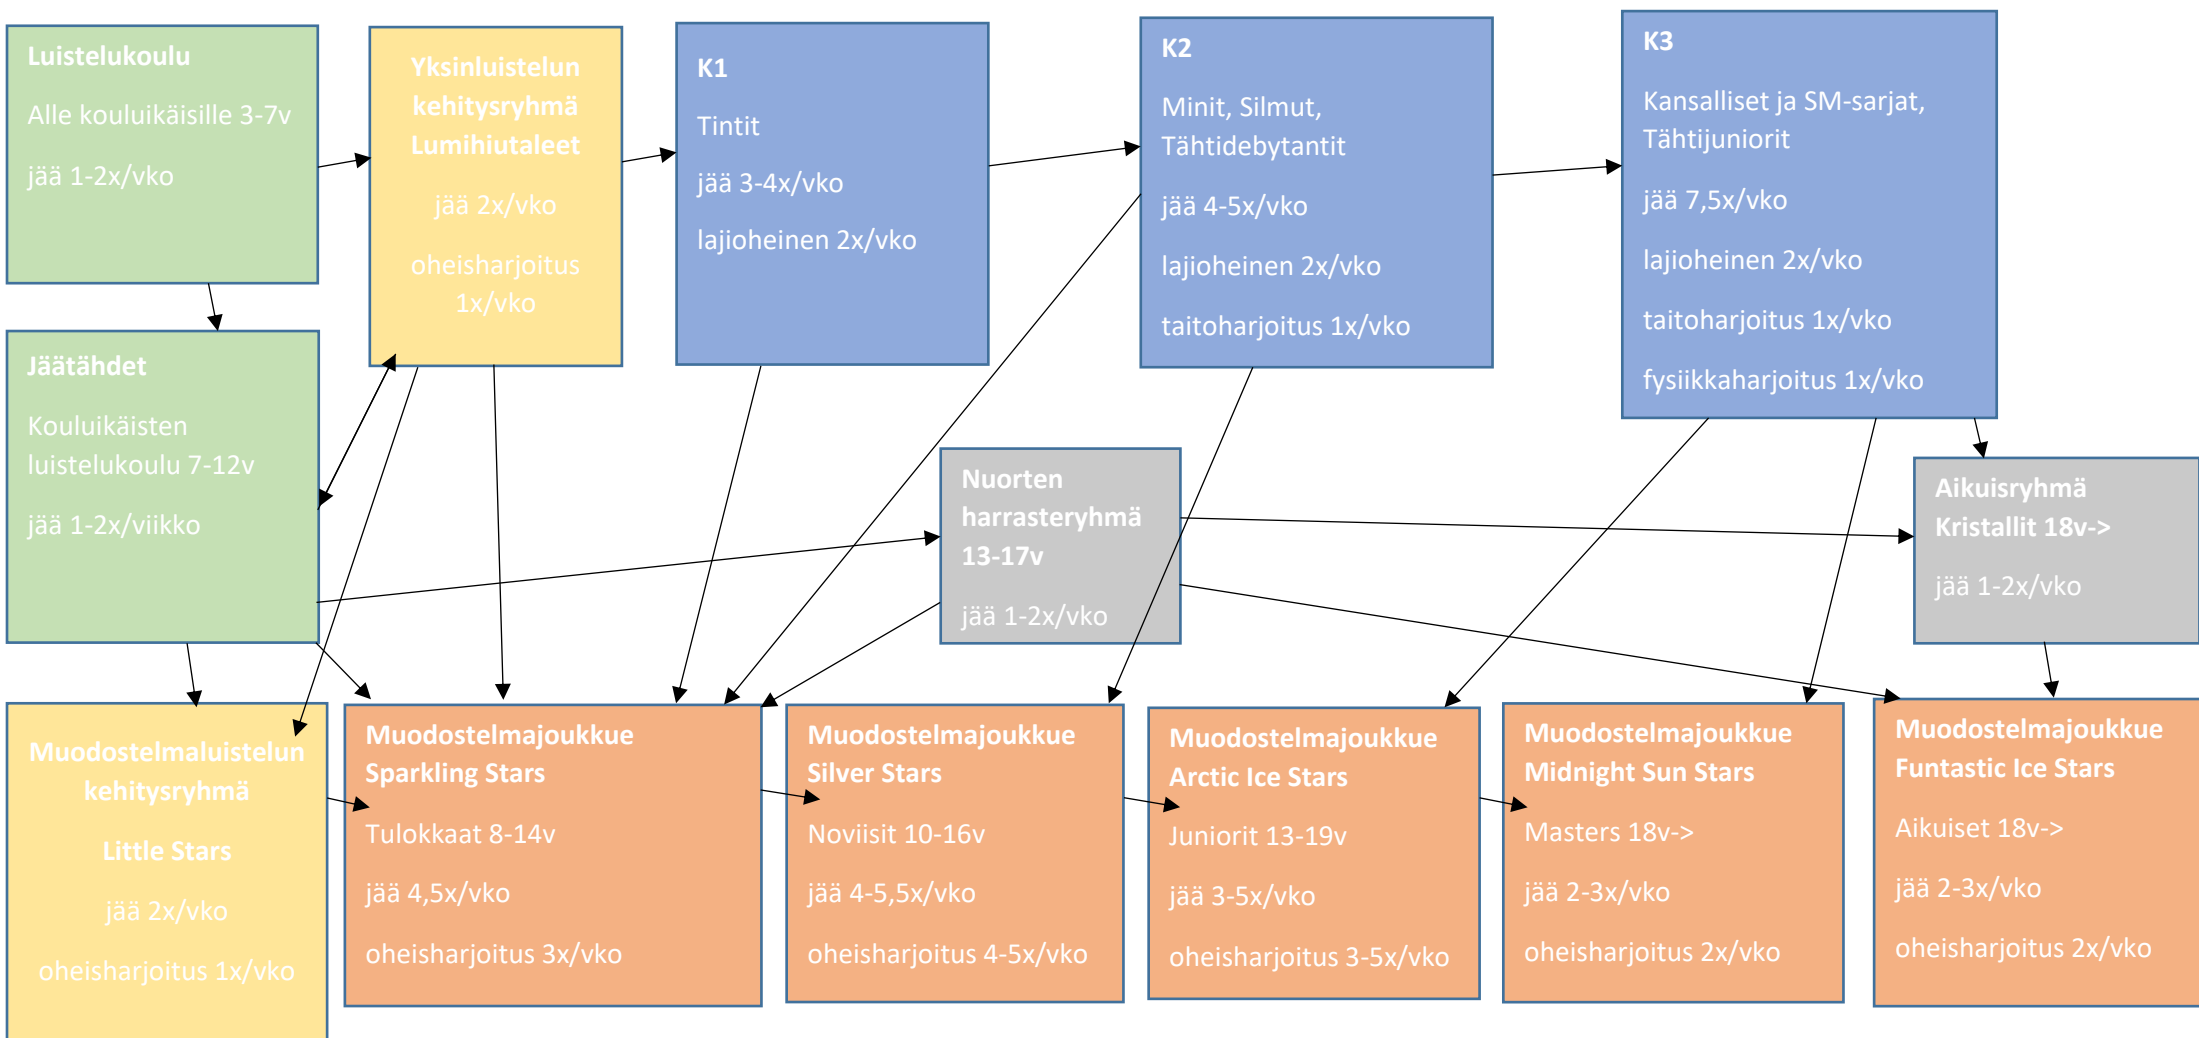 Luistelukoulu
Alle kouluikäisille 3-7v
jää 1-2x/vko
Yksinluistelun
kehitysryhmä
Lumihiutaleet
jää 2x/vko
oheisharjoitus
1x/vko
K1
Tintit
jää 3-4x/vko
lajioheinen 2x/vko
K2
Minit, Silmut,
Tähtidebytantit
jää 4-5x/vko
lajioheinen 2x/vko
taitoharjoitus 1x/vko
K3
Kansalliset ja SM-sarjat,
Tähtijuniorit
jää 7,5x/vko
lajioheinen 2x/vko
taitoharjoitus 1x/vko
fysiikkaharjoitus 1x/vko
Jäätähdet
Kouluikäisten
luistelukoulu 7-12v
jää 1-2x/viikko
Nuorten
harrasteryhmä
13-17v
jää 1-2x/vko
Aikuisryhmä
Kristallit 18v->
jää 1-2x/vko
Muodostelmaluistelun
kehitysryhmä
Little Stars
jää 2x/vko
oheisharjoitus 1x/vko
Muodostelmajoukkue
Sparkling Stars
Tulokkaat 8-14v
jää 4,5x/vko
oheisharjoitus 3x/vko
Muodostelmajoukkue
Silver Stars
Noviisit 10-16v
jää 4-5,5x/vko
oheisharjoitus 4-5x/vko
Muodostelmajoukkue
Arctic Ice Stars
Juniorit 13-19v
jää 3-5x/vko
oheisharjoitus 3-5x/vko
Muodostelmajoukkue
Midnight Sun Stars
Masters 18v->
jää 2-3x/vko
oheisharjoitus 2x/vko
Muodostelmajoukkue
Funtastic Ice Stars
Aikuiset 18v->
jää 2-3x/vko
oheisharjoitus 2x/vko